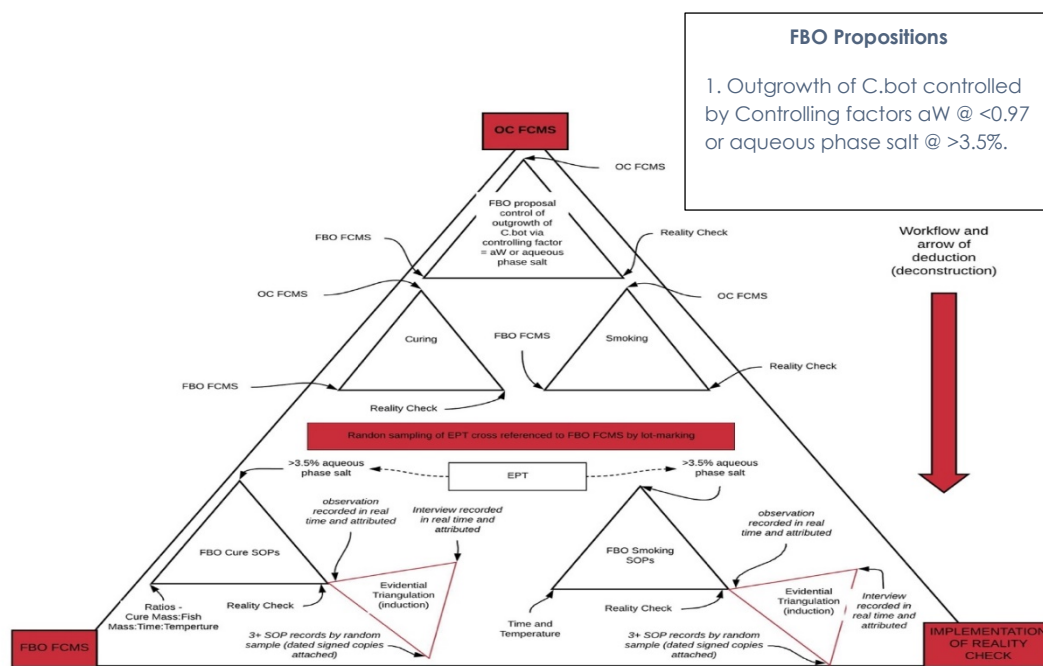 FBO Propositions
1. Outgrowth of C.bot controlled
by Controlling factors aW @ <0.97
or aqueous phase salt @ >3.5%.
OC FCMS
OC FCMS
FBO proposal
control of
outgrowth of
C.bot via
controlling factor
= aW or aqueous
phase salt
FBO FCMS
Reality Check
Workflow and
arrow of
deduction
(deconstruction)
OC FCMS
OC FCMS
Curing
FBO FCMS
Smoking
FBO FCMS
Reality Check
Reality Check
Randon sampling of EPT cross referenced to FBO FCMS by lot-marking
>3.5% aqueous
phase salt
EPT
>3.5% aqueous
phase salt
observation
recorded in real
time and attributed
Interview recorded
in real time and
attributed
observation
recorded in real
time and attributed
FBO Cure SOPs
FBO Smoking
SOPs
Evidential
Triangulation
(induction)
Evidential
Triangulation
(induction)
Ratios -
Cure Mass:Fish
Mass:Time:Temperture
Reality Check
Time and
Temperature
Reality Check
Interview
recorded in
real time and
attributed
3+ SOP records by random
sample (dated signed copies
attached)
3+ SOP records by random
sample (dated signed copies
attached)
FBO FCMS
IMPLEMENTATION
OF REALITY
CHECK